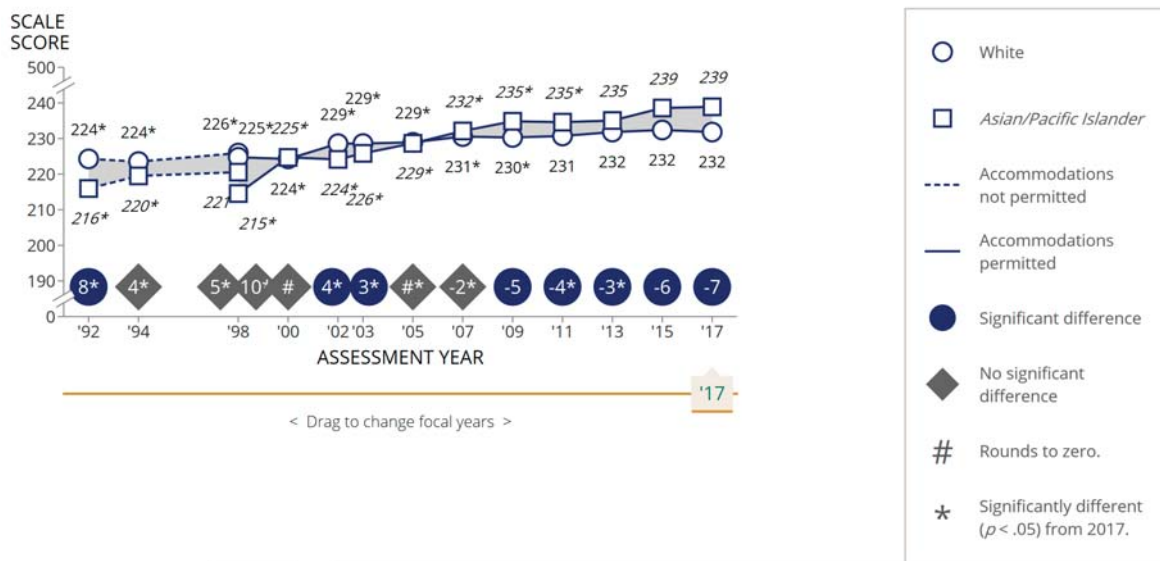 SCALE
SCORE
500
240
230
220
210
200
190
0
224* 224* 226* 225* 225* 229* 229* 229* 232* 235* 235* 235 239 239
216* 220* 221 215* 224* 224* 226* 229* 231* 230* 231 232 232 232
8* 4* 5* 10* # 4* 3* #* -2* -5 -4* -3* -6 -7
'92 '94 '98 '00 '02 '03 '05 '07 '09 '11 '13 '15 '17
ASSESSMENT YEAR
'17
< Drag to change focal years >
White
Asian/Pacific Islander
Accommodations
not permitted
Accommodations
permitted
Significant difference
No significant
difference
# Rounds to zero.
* Significantly different
(p < .05) from 2017.